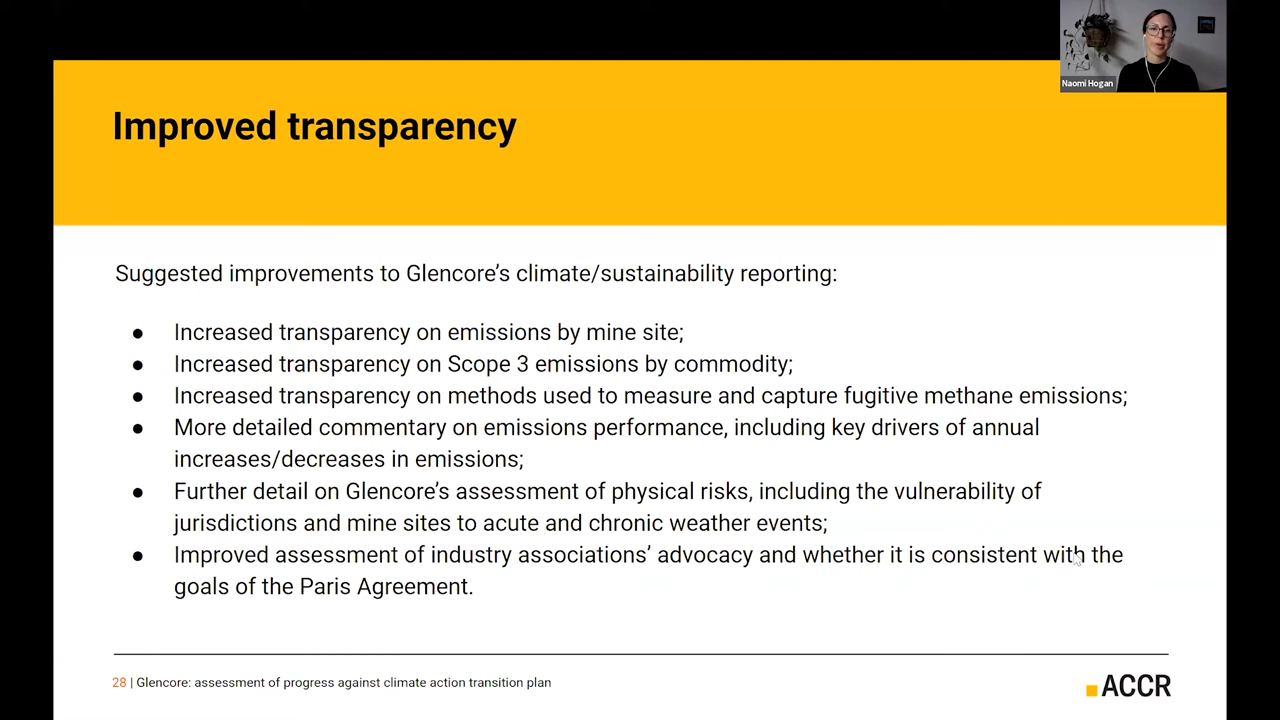 Naomi Hogan
Improved transparency
Suggested improvements to Glencore’s climate/sustainability reporting:
● Increased transparency on emissions by mine site;
● Increased transparency on Scope 3 emissions by commodity;
● Increased transparency on methods used to measure and capture fugitive methane emissions;
● More detailed commentary on emissions performance, including key drivers of annual
increases/decreases in emissions;
● Further detail on Glencore’s assessment of physical risks, including the vulnerability of
jurisdictions and mine sites to acute and chronic weather events;
● Improved assessment of industry associations’ advocacy and whether it is consistent with the
goals of the Paris Agreement.
28 | Glencore: assessment of progress against climate action transition plan
ACCR